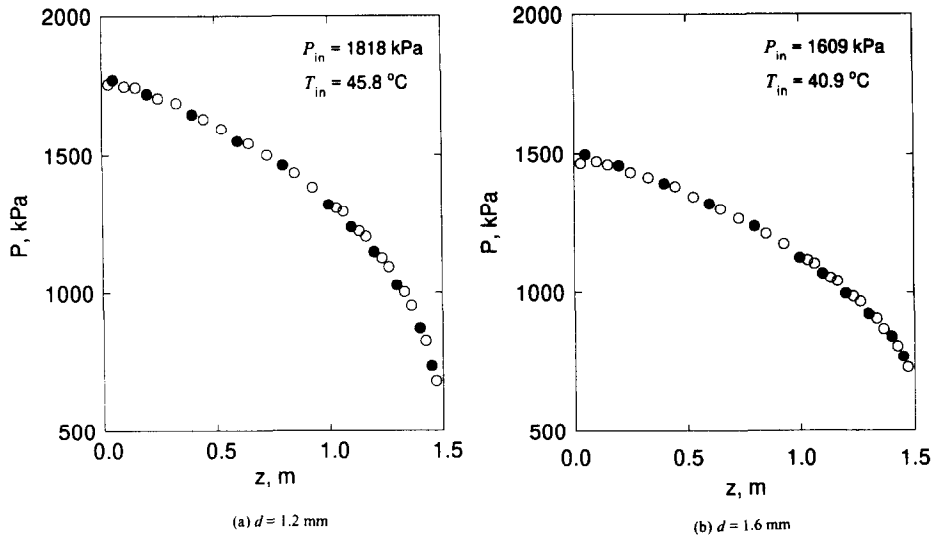 2000
1500
1000
500
P, kPa
P_in = 1818 kPa
T_in = 45.8 °C
0.0 0.5 1.0 1.5
z, m
(a) d = 1.2 mm
2000
1500
1000
500
P, kPa
P_in = 1609 kPa
T_in = 40.9 °C
0.0 0.5 1.0 1.5
z, m
(b) d = 1.6 mm